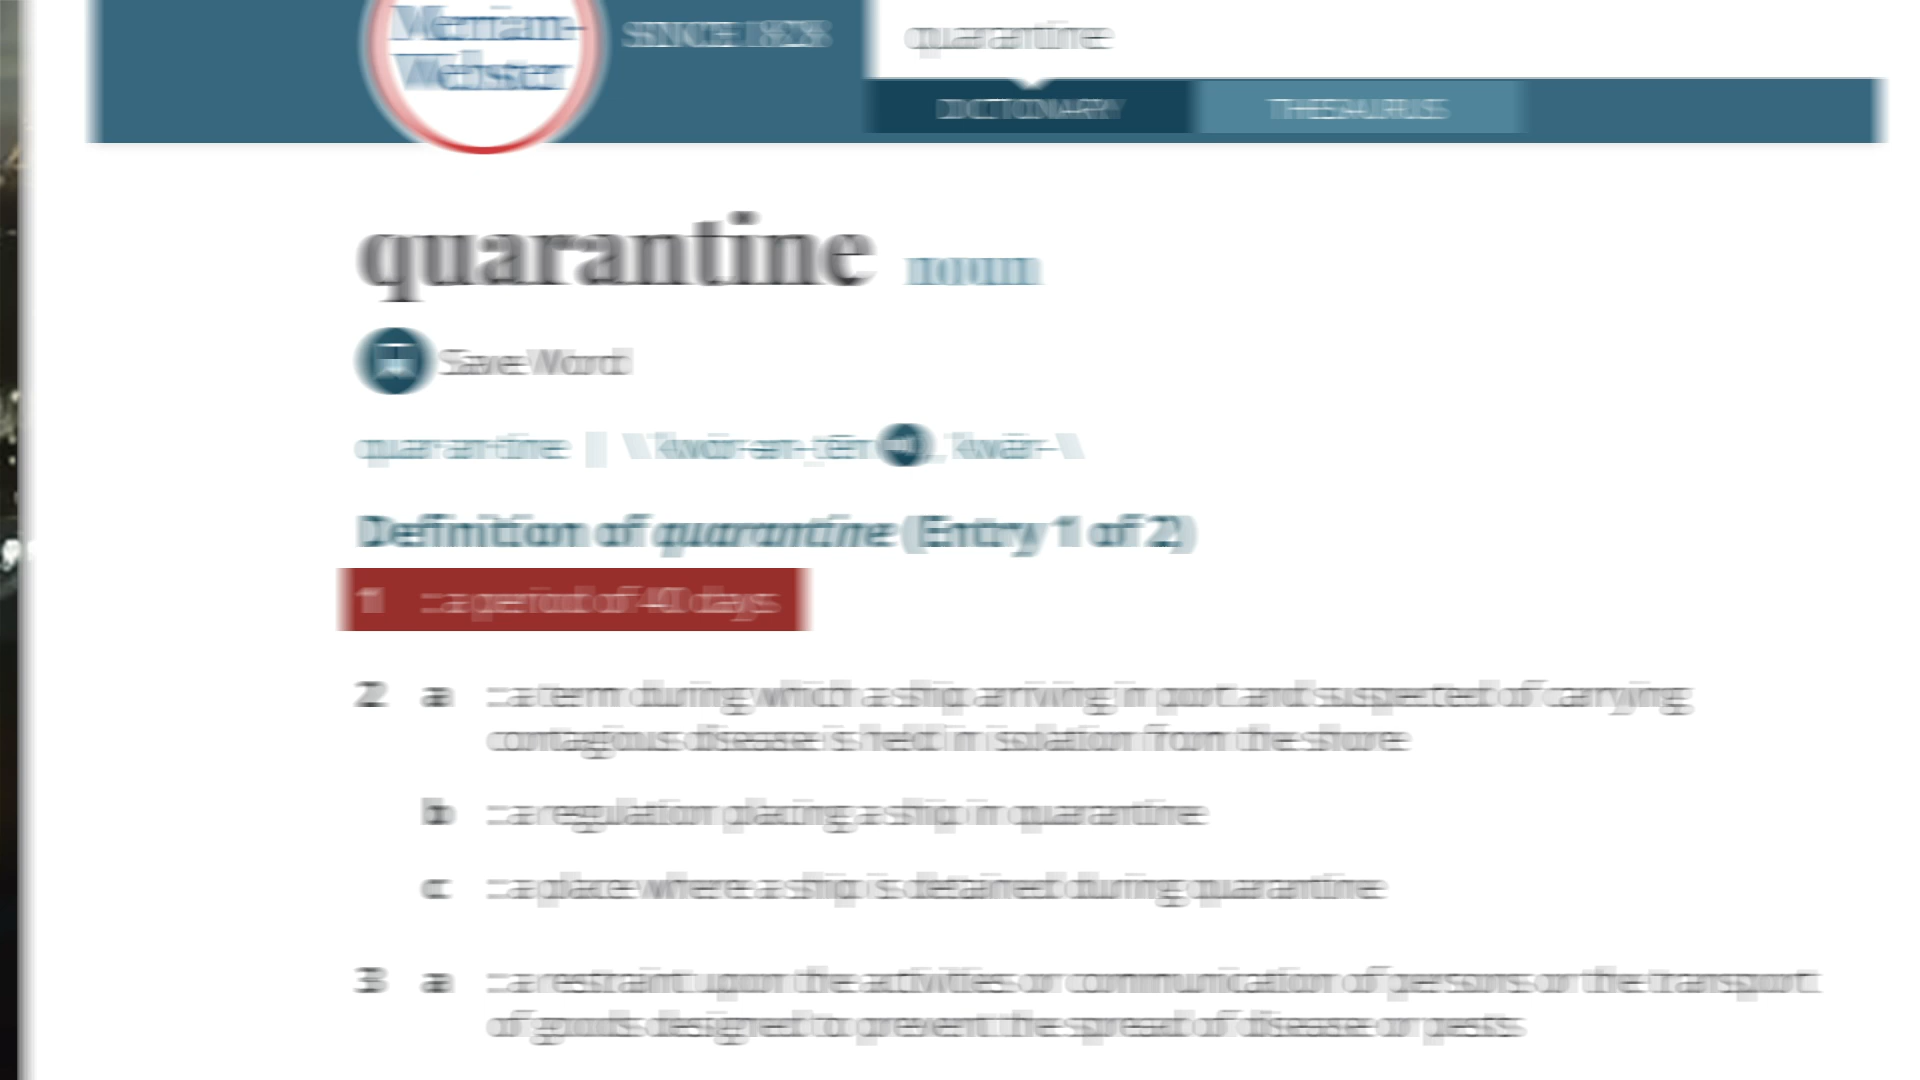 Merriam-
Webster
SINCE 1828
quarantine
DICTIONARY
THESAURUS
quarantine noun
Save Word
quar·an·tine | \ ˈkwȯr-ən-ˌtēn , ˈkwär- \
Definition of quarantine (Entry 1 of 2)
1 : a period of 40 days
2 a : a term during which a ship arriving in port and suspected of carrying
contagious disease is held in isolation from the shore
b : a regulation placing a ship in quarantine
c : a place where a ship is detained during quarantine
3 a : a restraint upon the activities or communication of persons or the transport
of goods designed to prevent the spread of disease or pests